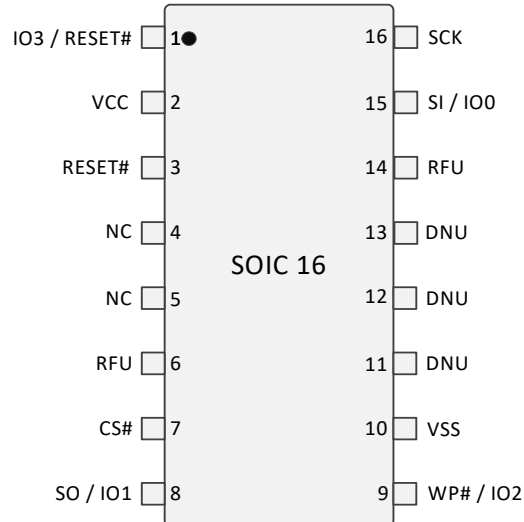 IO3 / RESET# 1 16 SCK
VCC 2 15 SI / IO0
RESET# 3 14 RFU
NC 4 13 DNU
SOIC 16
NC 5 12 DNU
RFU 6 11 DNU
CS# 7 10 VSS
SO / IO1 8 9 WP# / IO2